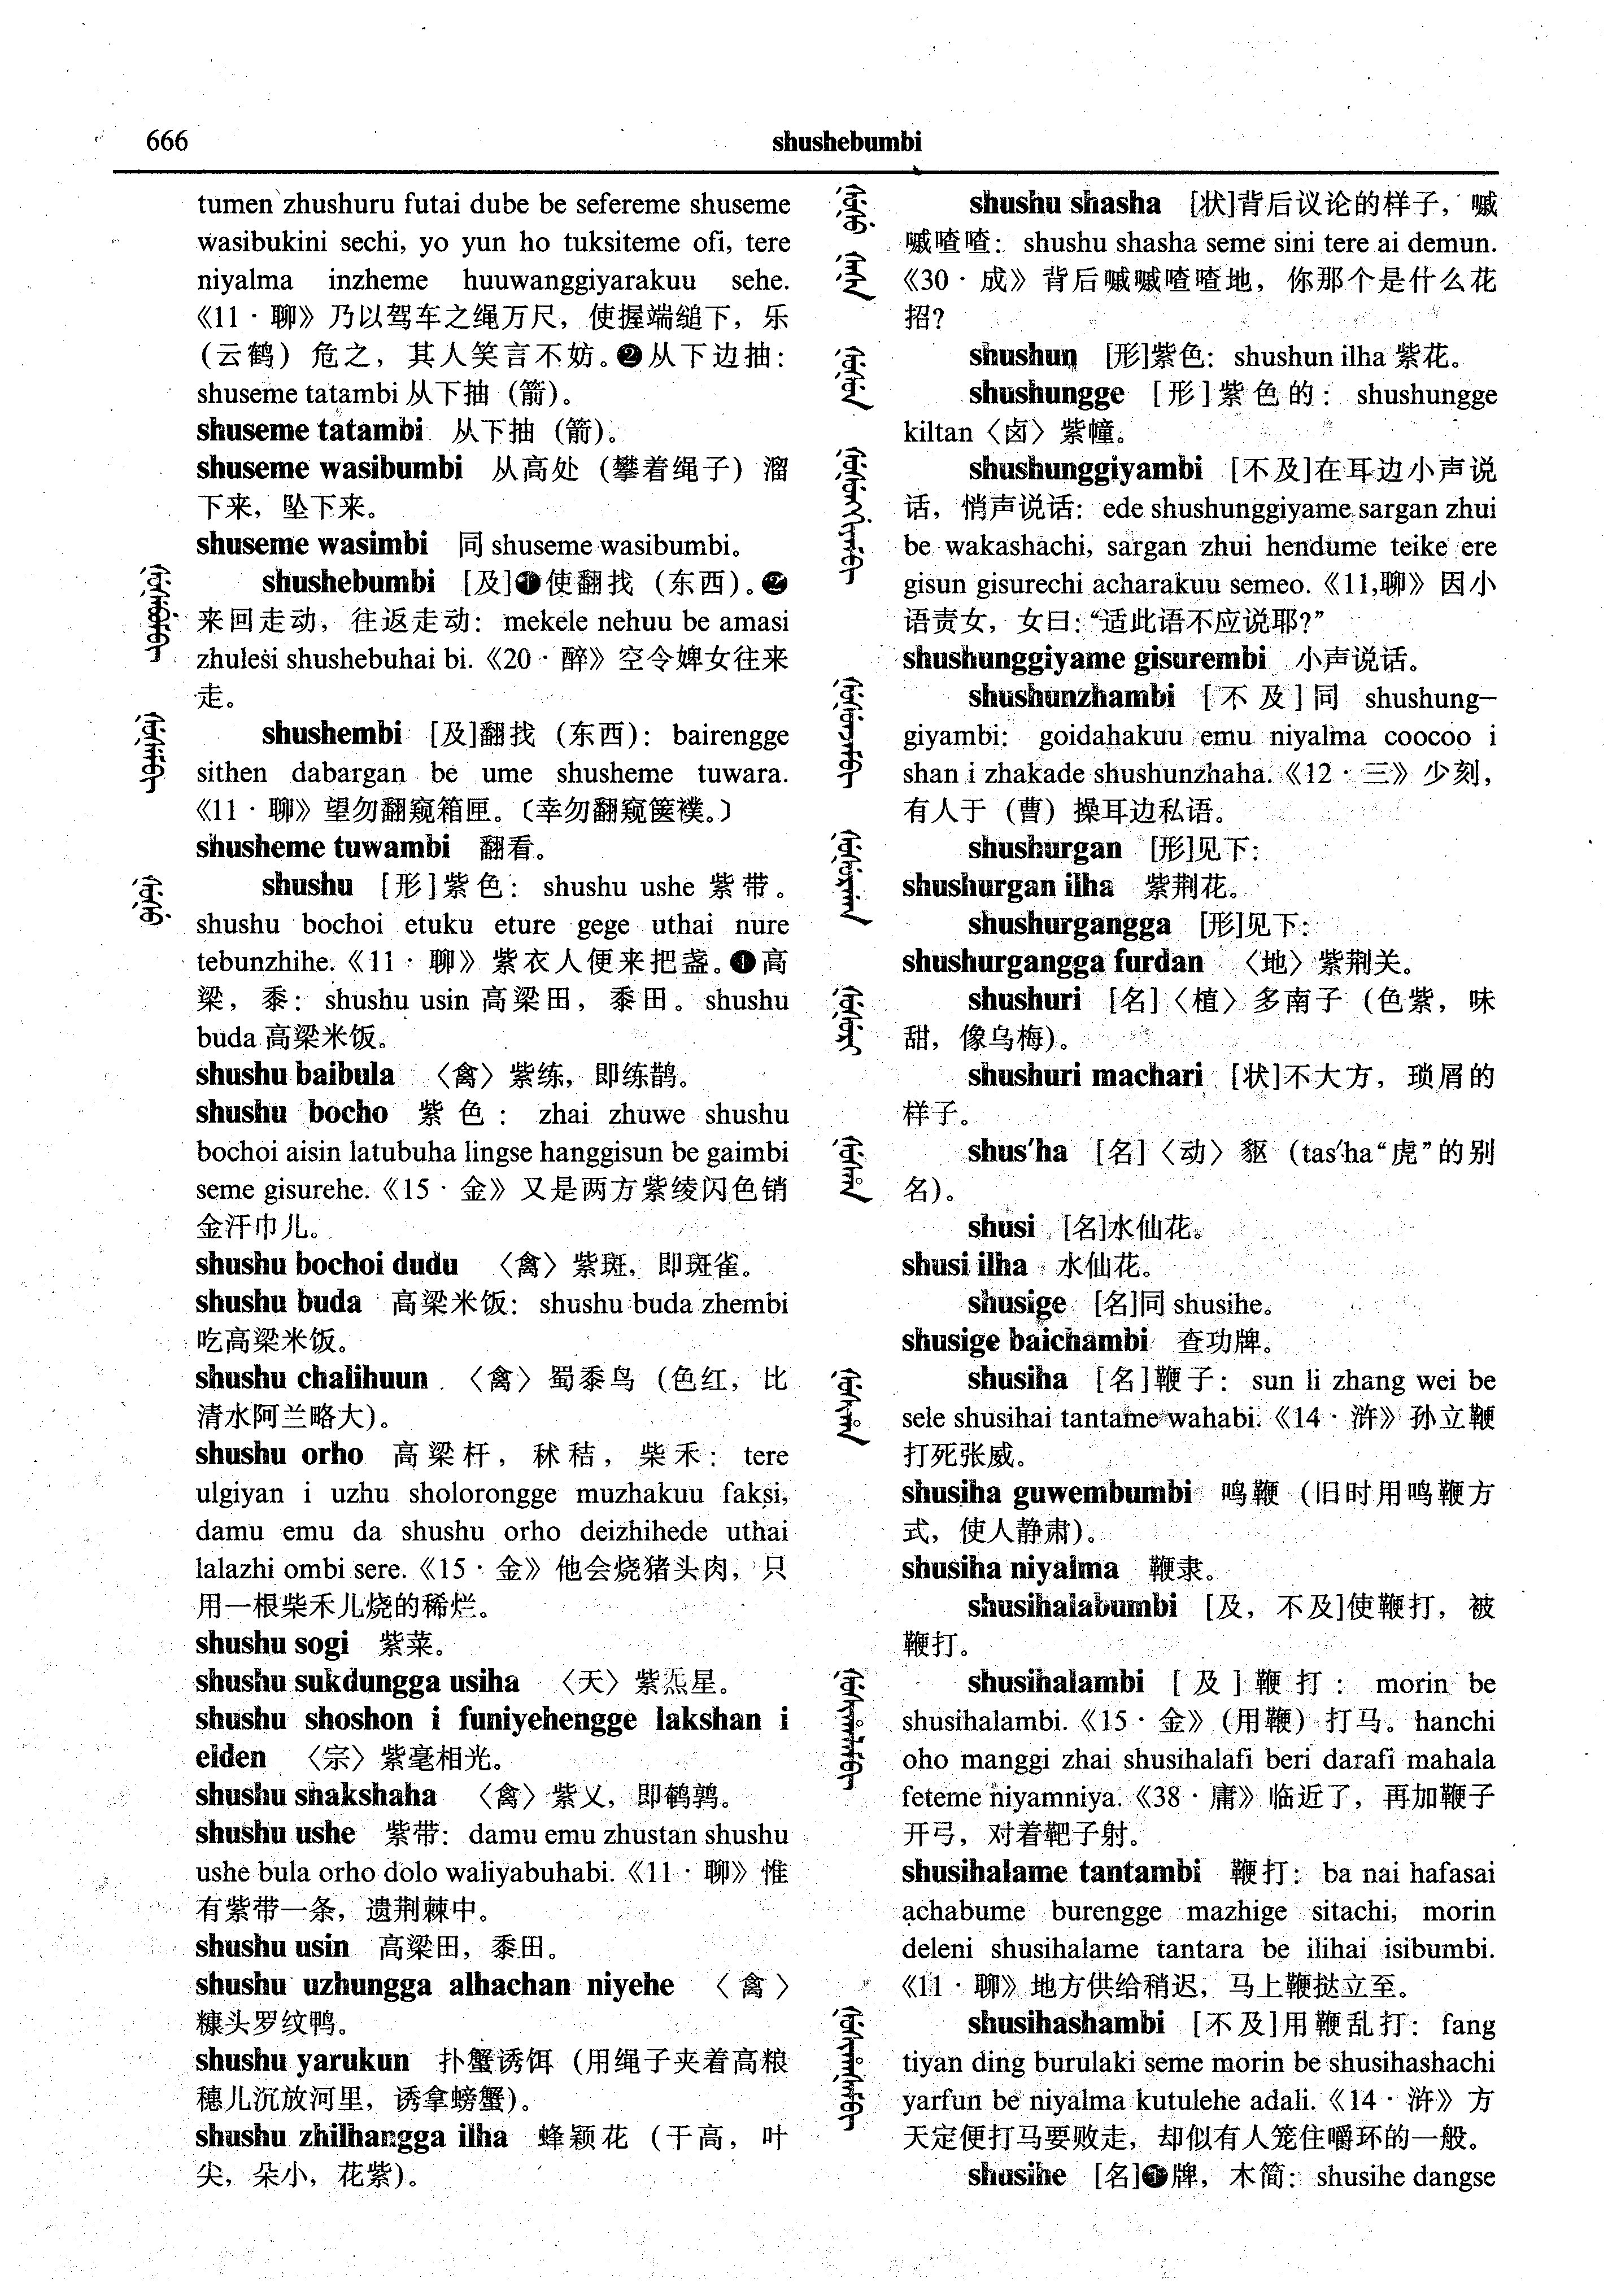 666
shushebumbi
tumen zhushuru futai dube be sefereme shuseme
wasibukini sechi, yo yun ho tuksiteme ofi, tere
niyalma inzheme huuwanggiyarakuu sehe.
《11·聊》乃以驾车之绳万尺，使握端缒下，乐
（云鹤）危之，其人笑言不妨。❷从下边抽：
shuseme tatambi 从下抽（箭）。
shuseme tatambi 从下抽（箭）。
shuseme wasibumbi 从高处（攀着绳子）溜
下来，坠下来。
shuseme wasimbi 同 shuseme wasibumbi。
shushebumbi [及]❶使翻找（东西）。❷
来回走动，往返走动：mekele nehuu be amasi
zhulesi shushebuhai bi.《20·醉》空令婢女往来
走。
shushembi [及]翻找（东西）：bairengge
sithen dabargan be ume shusheme tuwara.
《11·聊》望勿翻窥箱匣。〔幸勿翻窥箧襆。〕
shusheme tuwambi 翻看。
shushu [形]紫色：shushu ushe 紫带。
shushu bochoi etuku eture gege uthai nure
tebunzhihe.《11·聊》紫衣人便来把盏。❶高
梁，黍：shushu usin 高梁田，黍田。shushu
buda 高梁米饭。
shushu baibula 〈禽〉紫练，即练鹊。
shushu bocho 紫色：zhai zhuwe shushu
bochoi aisin latubuha lingse hanggisun be gaimbi
seme gisurehe.《15·金》又是两方紫绫闪色销
金汗巾儿。
shushu bochoi dudu 〈禽〉紫斑，即斑雀。
shushu buda 高梁米饭：shushu buda zhembi
吃高梁米饭。
shushu chalihuun 〈禽〉蜀黍鸟（色红，比
清水阿兰略大）。
shushu orho 高梁杆，秫秸，柴禾：tere
ulgiyan i uzhu sholorongge muzhakuu faksi,
damu emu da shushu orho deizhihede uthai
lalazhi ombi sere.《15·金》他会烧猪头肉，只
用一根柴禾儿烧的稀烂。
shushu sogi 紫菜。
shushu sukdungga usiha 〈天〉紫炁星。
shushu shoshon i funiyehengge lakshan i
elden 〈宗〉紫毫相光。
shushu shakshaha 〈禽〉紫乂，即鹌鹑。
shushu ushe 紫带：damu emu zhustan shushu
ushe bula orho dolo waliyabuhabi.《11·聊》惟
有紫带一条，遗荆棘中。
shushu usin 高梁田，黍田。
shushu uzhungga alhachan niyehe 〈禽〉
糠头罗纹鸭。
shushu yarukun 扑蟹诱饵（用绳子夹着高粮
穗儿沉放河里，诱拿螃蟹）。
shushu zhilhangga ilha 蜂颖花（干高，叶
尖，朵小，花紫）。
shushu shasha [状]背后议论的样子，嘁
嘁喳喳：shushu shasha seme sini tere ai demun.
《30·成》背后嘁嘁喳喳地，你那个是什么花
招？
shushun [形]紫色：shushun ilha 紫花。
shushungge [形]紫色的：shushungge
kiltan〈卤〉紫幢。
shushunggiyambi [不及]在耳边小声说
话，悄声说话：ede shushunggiyame sargan zhui
be wakashachi, sargan zhui hendume teike ere
gisun gisurechi acharakuu semeo.《11,聊》因小
语责女，女曰：“适此语不应说耶？”
shushunggiyame gisurembi 小声说话。
shushunzhambi [不及]同 shushung—
giyambi: goidahakuu emu niyalma coocoo i
shan i zhakade shushunzhaha.《12·三》少刻，
有人于（曹）操耳边私语。
shushurgan [形]见下：
shushurgan ilha 紫荆花。
shushurgangga [形]见下：
shushurgangga furdan 〈地〉紫荆关。
shushuri [名]〈植〉多南子（色紫，味
甜，像乌梅）。
shushuri machari [状]不大方，琐屑的
样子。
shus'ha [名]〈动〉貙（tas'ha“虎”的别
名）。
shusi [名]水仙花。
shusi ilha 水仙花。
shusige [名]同 shusihe。
shusige baichambi 查功牌。
shusiha [名]鞭子：sun li zhang wei be
sele shusihai tantame wahabi.《14·浒》孙立鞭
打死张威。
shusiha guwembumbi 鸣鞭（旧时用鸣鞭方
式，使人静肃）。
shusiha niyalma 鞭隶。
shusihalabumbi [及，不及]使鞭打，被
鞭打。
shusihalambi [及]鞭打：morin be
shusihalambi.《15·金》（用鞭）打马。hanchi
oho manggi zhai shusihalafi beri darafi mahala
feteme niyamniya.《38·庸》临近了，再加鞭子
开弓，对着靶子射。
shusihalame tantambi 鞭打：ba nai hafasai
achabume burengge mazhige sitachi, morin
deleni shusihalame tantara be ilihai isibumbi.
《11·聊》地方供给稍迟，马上鞭挞立至。
shusihashambi [不及]用鞭乱打：fang
tiyan ding burulaki seme morin be shusihashachi
yarfun be niyalma kutulehe adali.《14·浒》方
天定便打马要败走，却似有人笼住嚼环的一般。
shusihe [名]❶牌，木简：shusihe dangse